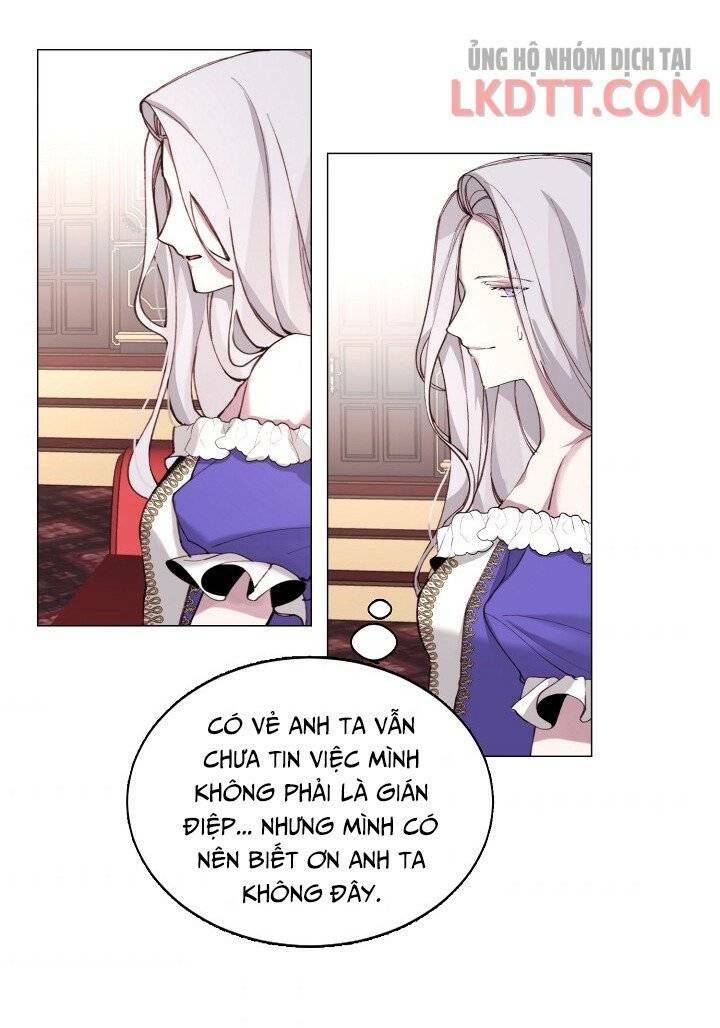 ỦNG HỘ NHÓM DỊCH TẠI
LKDTT.COM
CÓ VẺ ANH TA VẪN
CHƯA TIN VIỆC MÌNH
KHÔNG PHẢI LÀ GIÁN
ĐIỆP... NHƯNG MÌNH CÓ
NÊN BIẾT ƠN ANH TA
KHÔNG ĐÂY.